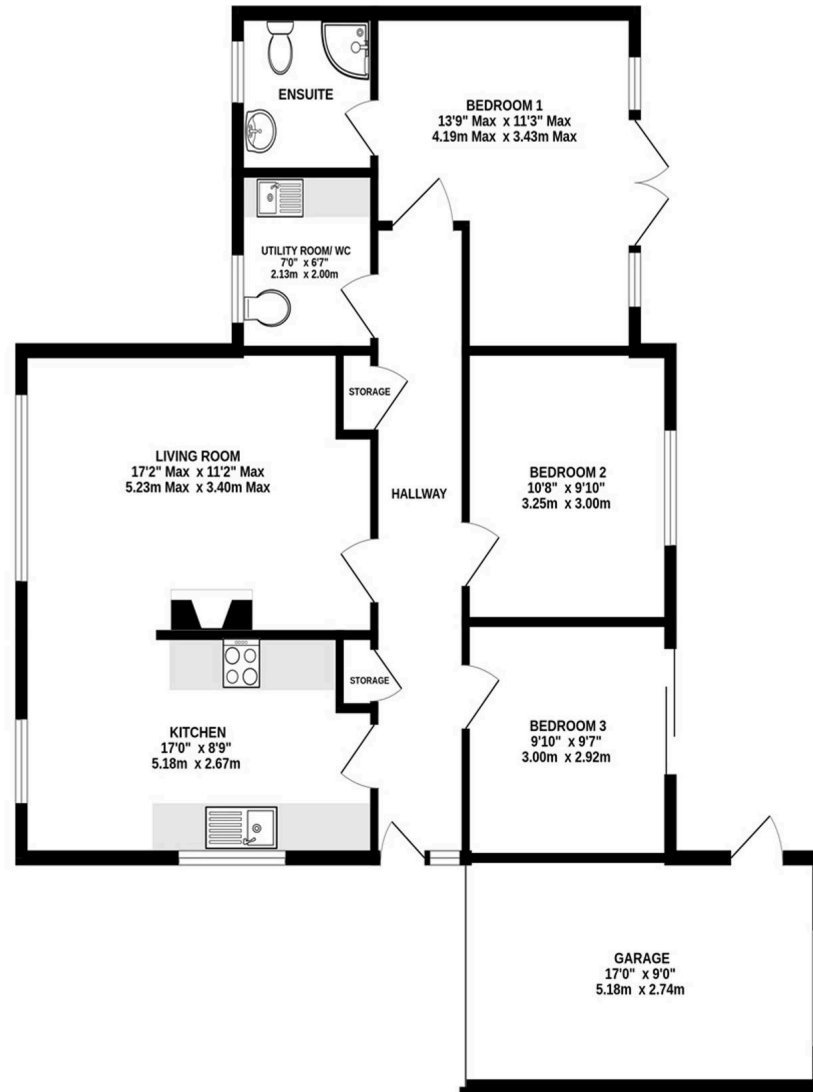 ENSUITE
BEDROOM 1
13'9" Max x 11'3" Max
4.19m Max x 3.43m Max
UTILITY ROOM/ WC
7'0" x 6'7"
2.13m x 2.00m
STORAGE
LIVING ROOM
17'2" Max x 11'2" Max
5.23m Max x 3.40m Max
HALLWAY
BEDROOM 2
10'8" x 9'10"
3.25m x 3.00m
STORAGE
KITCHEN
17'0" x 8'9"
5.18m x 2.67m
BEDROOM 3
9'10" x 9'7"
3.00m x 2.92m
GARAGE
17'0" x 9'0"
5.18m x 2.74m